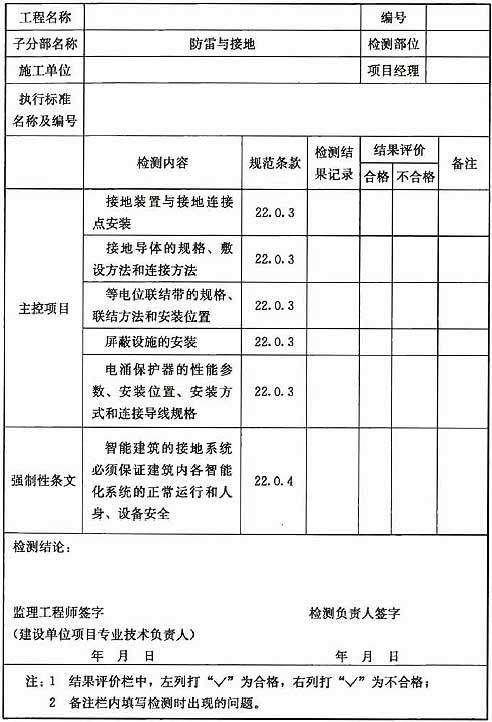 工程名称 编号
子分部名称 防雷与接地 检测部位
施工单位 项目经理
执行标准
名称及编号
检测内容 规范条款 检测结果记录 结果评价 备注
合格 不合格
主控项目
接地装置与接地连接
点安装 22.0.3
接地导体的规格、敷
设方法和连接方法 22.0.3
等电位联结带的规格、
联结方法和安装位置 22.0.3
屏蔽设施的安装 22.0.3
电涌保护器的性能参
数、安装位置、安装方
式和连接导线规格 22.0.3
强制性条文
智能建筑的接地系统
必须保证建筑内各智能
化系统的正常运行和人
身、设备安全 22.0.4
检测结论:
监理工程师签字 检测负责人签字
(建设单位项目专业技术负责人)
年 月 日 年 月 日
注:1 结果评价栏中,左列打“√”为合格,右列打“√”为不合格;
2 备注栏内填写检测时出现的问题。